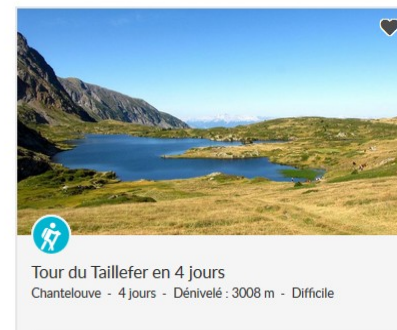 Tour du Taillefer en 4 jours
Chantelouve - 4 jours - Dénivelé : 3008 m - Difficile